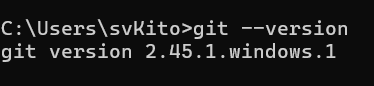 C:\Users\svKito>git --version
git version 2.45.1.windows.1